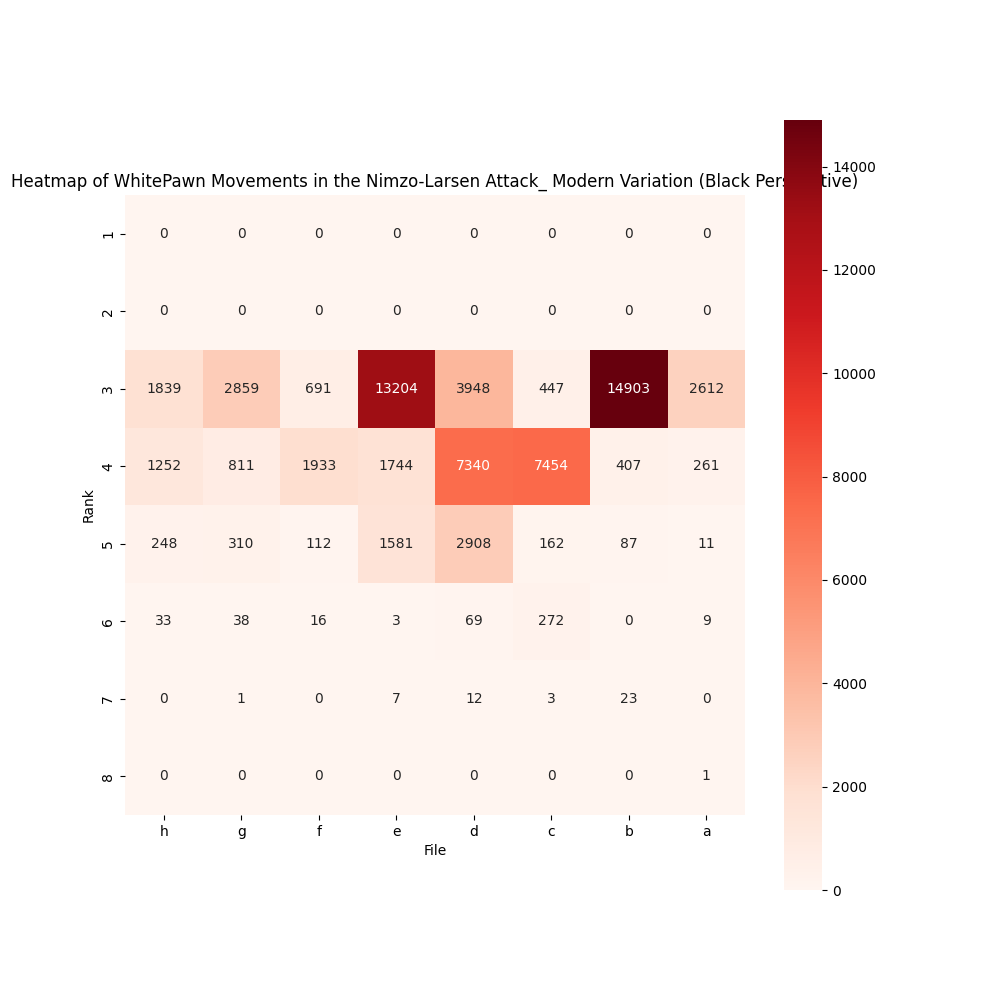 Heatmap of WhitePawn Movements in the Nimzo-Larsen Attack_ Modern Variation (Black Pers tive)
1 0 0 0 0 0 0 0 0
2 0 0 0 0 0 0 0 0
3 1839 2859 691 13204 3948 447 14903 2612
4 1252 811 1933 1744 7340 7454 407 261
Rank
5 248 310 112 1581 2908 162 87 11
6 33 38 16 3 69 272 0 9
7 0 1 0 7 12 3 23 0
8 0 0 0 0 0 0 0 1
h g f e d c b a
File
14000
12000
10000
8000
6000
4000
2000
0